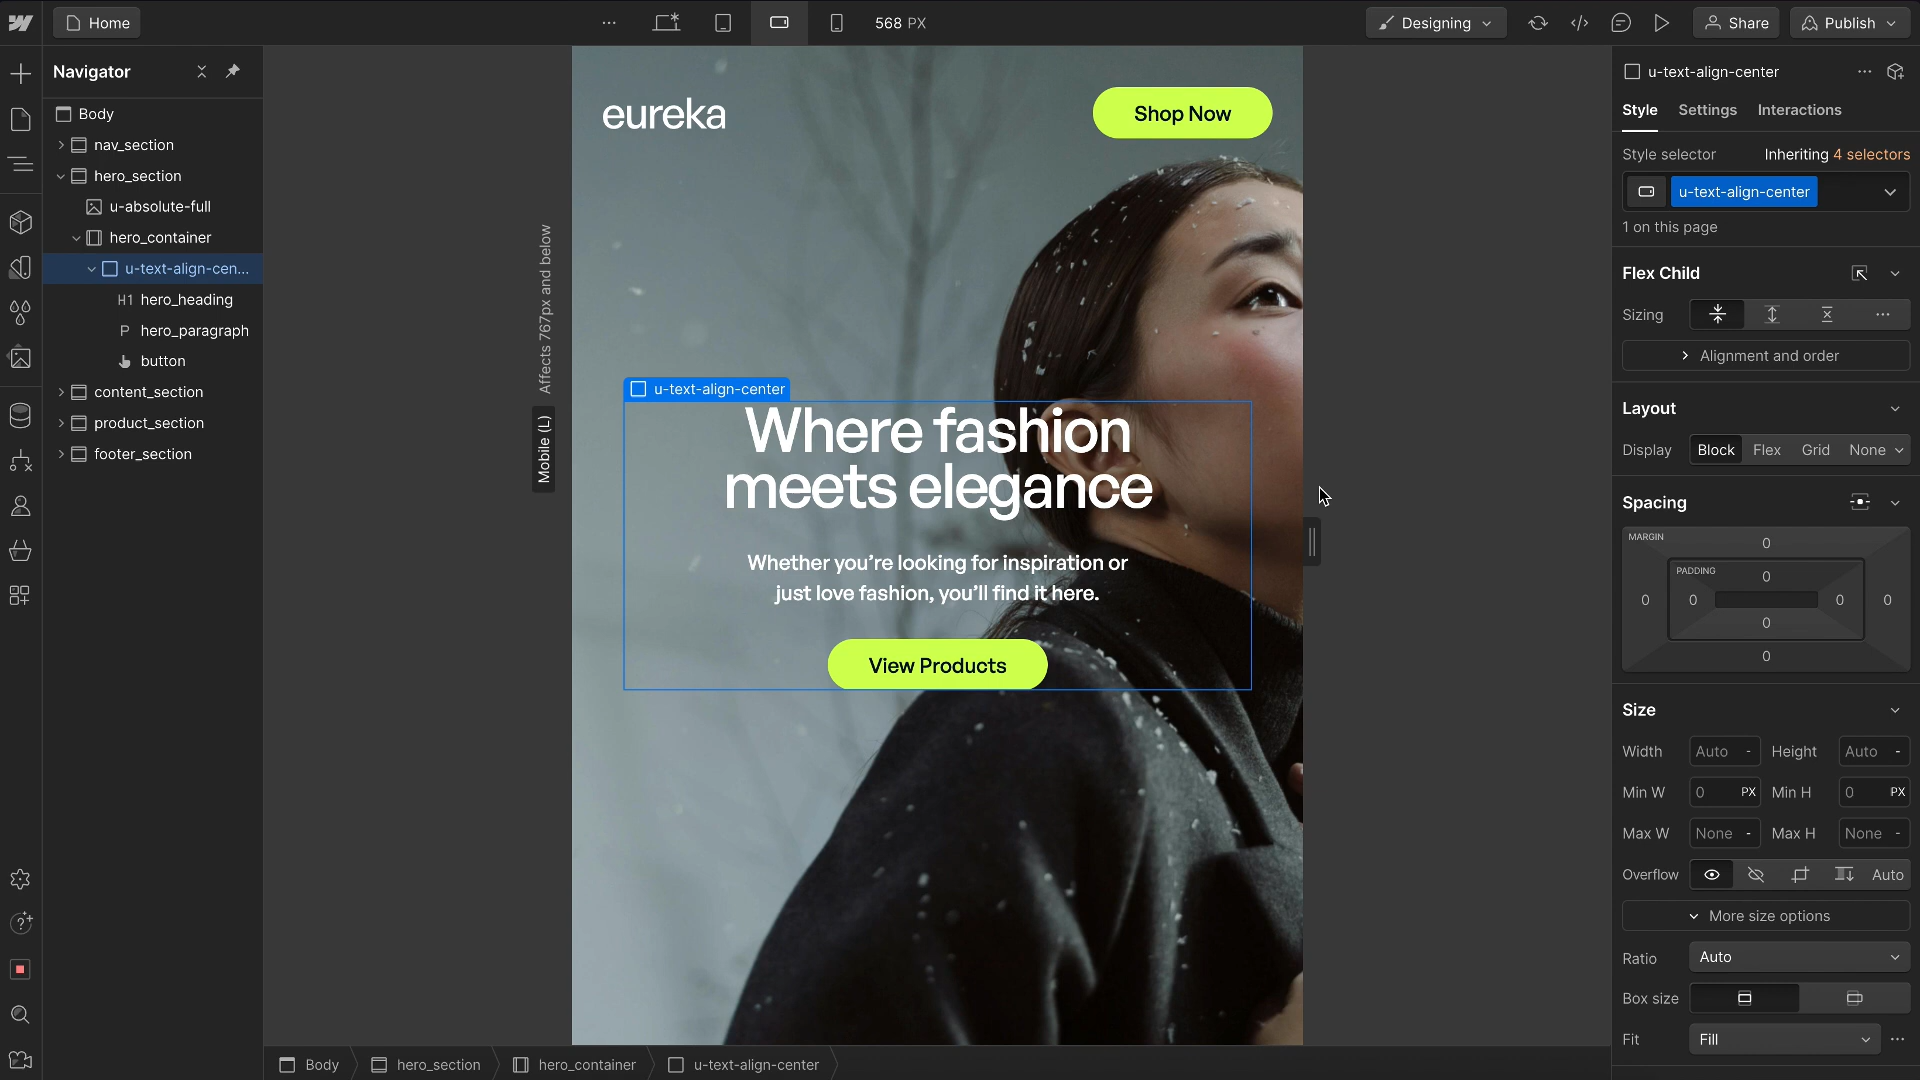 Home
568 PX
Designing
Share
Publish
Navigator
Body
nav_section
hero_section
u-absolute-full
hero_container
u-text-align-cen...
H1 hero_heading
P hero_paragraph
button
content_section
product_section
footer_section
Affects 767px and below
Mobile (L)
eureka
Shop Now
u-text-align-center
Where fashion
meets elegance
Whether you’re looking for inspiration or
just love fashion, you’ll find it here.
View Products
u-text-align-center
Style Settings Interactions
Style selector Inheriting 4 selectors
u-text-align-center
1 on this page
Flex Child
Sizing
Alignment and order
Layout
Display Block Flex Grid None
Spacing
MARGIN
0
PADDING
0
0 0 0 0
0
0
Size
Width Auto - Height Auto -
Min W 0 PX Min H 0 PX
Max W None - Max H None -
Overflow Auto
More size options
Ratio Auto
Box size
Fit Fill
Body hero_section hero_container u-text-align-center